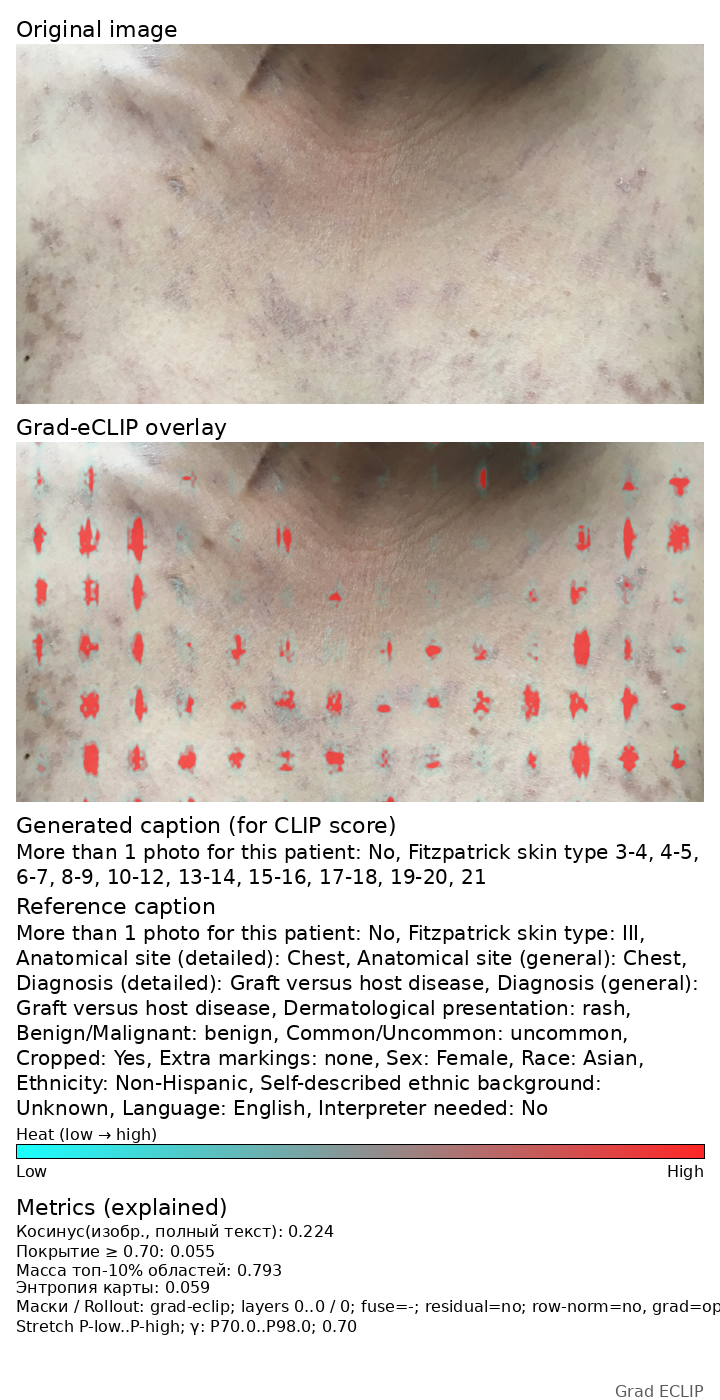 Original image
Grad-eCLIP overlay
Generated caption (for CLIP score)
More than 1 photo for this patient: No, Fitzpatrick skin type 3-4, 4-5,
6-7, 8-9, 10-12, 13-14, 15-16, 17-18, 19-20, 21
Reference caption
More than 1 photo for this patient: No, Fitzpatrick skin type: III,
Anatomical site (detailed): Chest, Anatomical site (general): Chest,
Diagnosis (detailed): Graft versus host disease, Diagnosis (general):
Graft versus host disease, Dermatological presentation: rash,
Benign/Malignant: benign, Common/Uncommon: uncommon,
Cropped: Yes, Extra markings: none, Sex: Female, Race: Asian,
Ethnicity: Non-Hispanic, Self-described ethnic background:
Unknown, Language: English, Interpreter needed: No
Heat (low → high)
Low High
Metrics (explained)
Косинус(изобр., полный текст): 0.224
Покрытие ≥ 0.70: 0.055
Масса топ-10% областей: 0.793
Энтропия карты: 0.059
Маски / Rollout: grad-eclip; layers 0..0 / 0; fuse=-; residual=no; row-norm=no, grad=op
Stretch P-low..P-high; γ: P70.0..P98.0; 0.70
Grad ECLIP